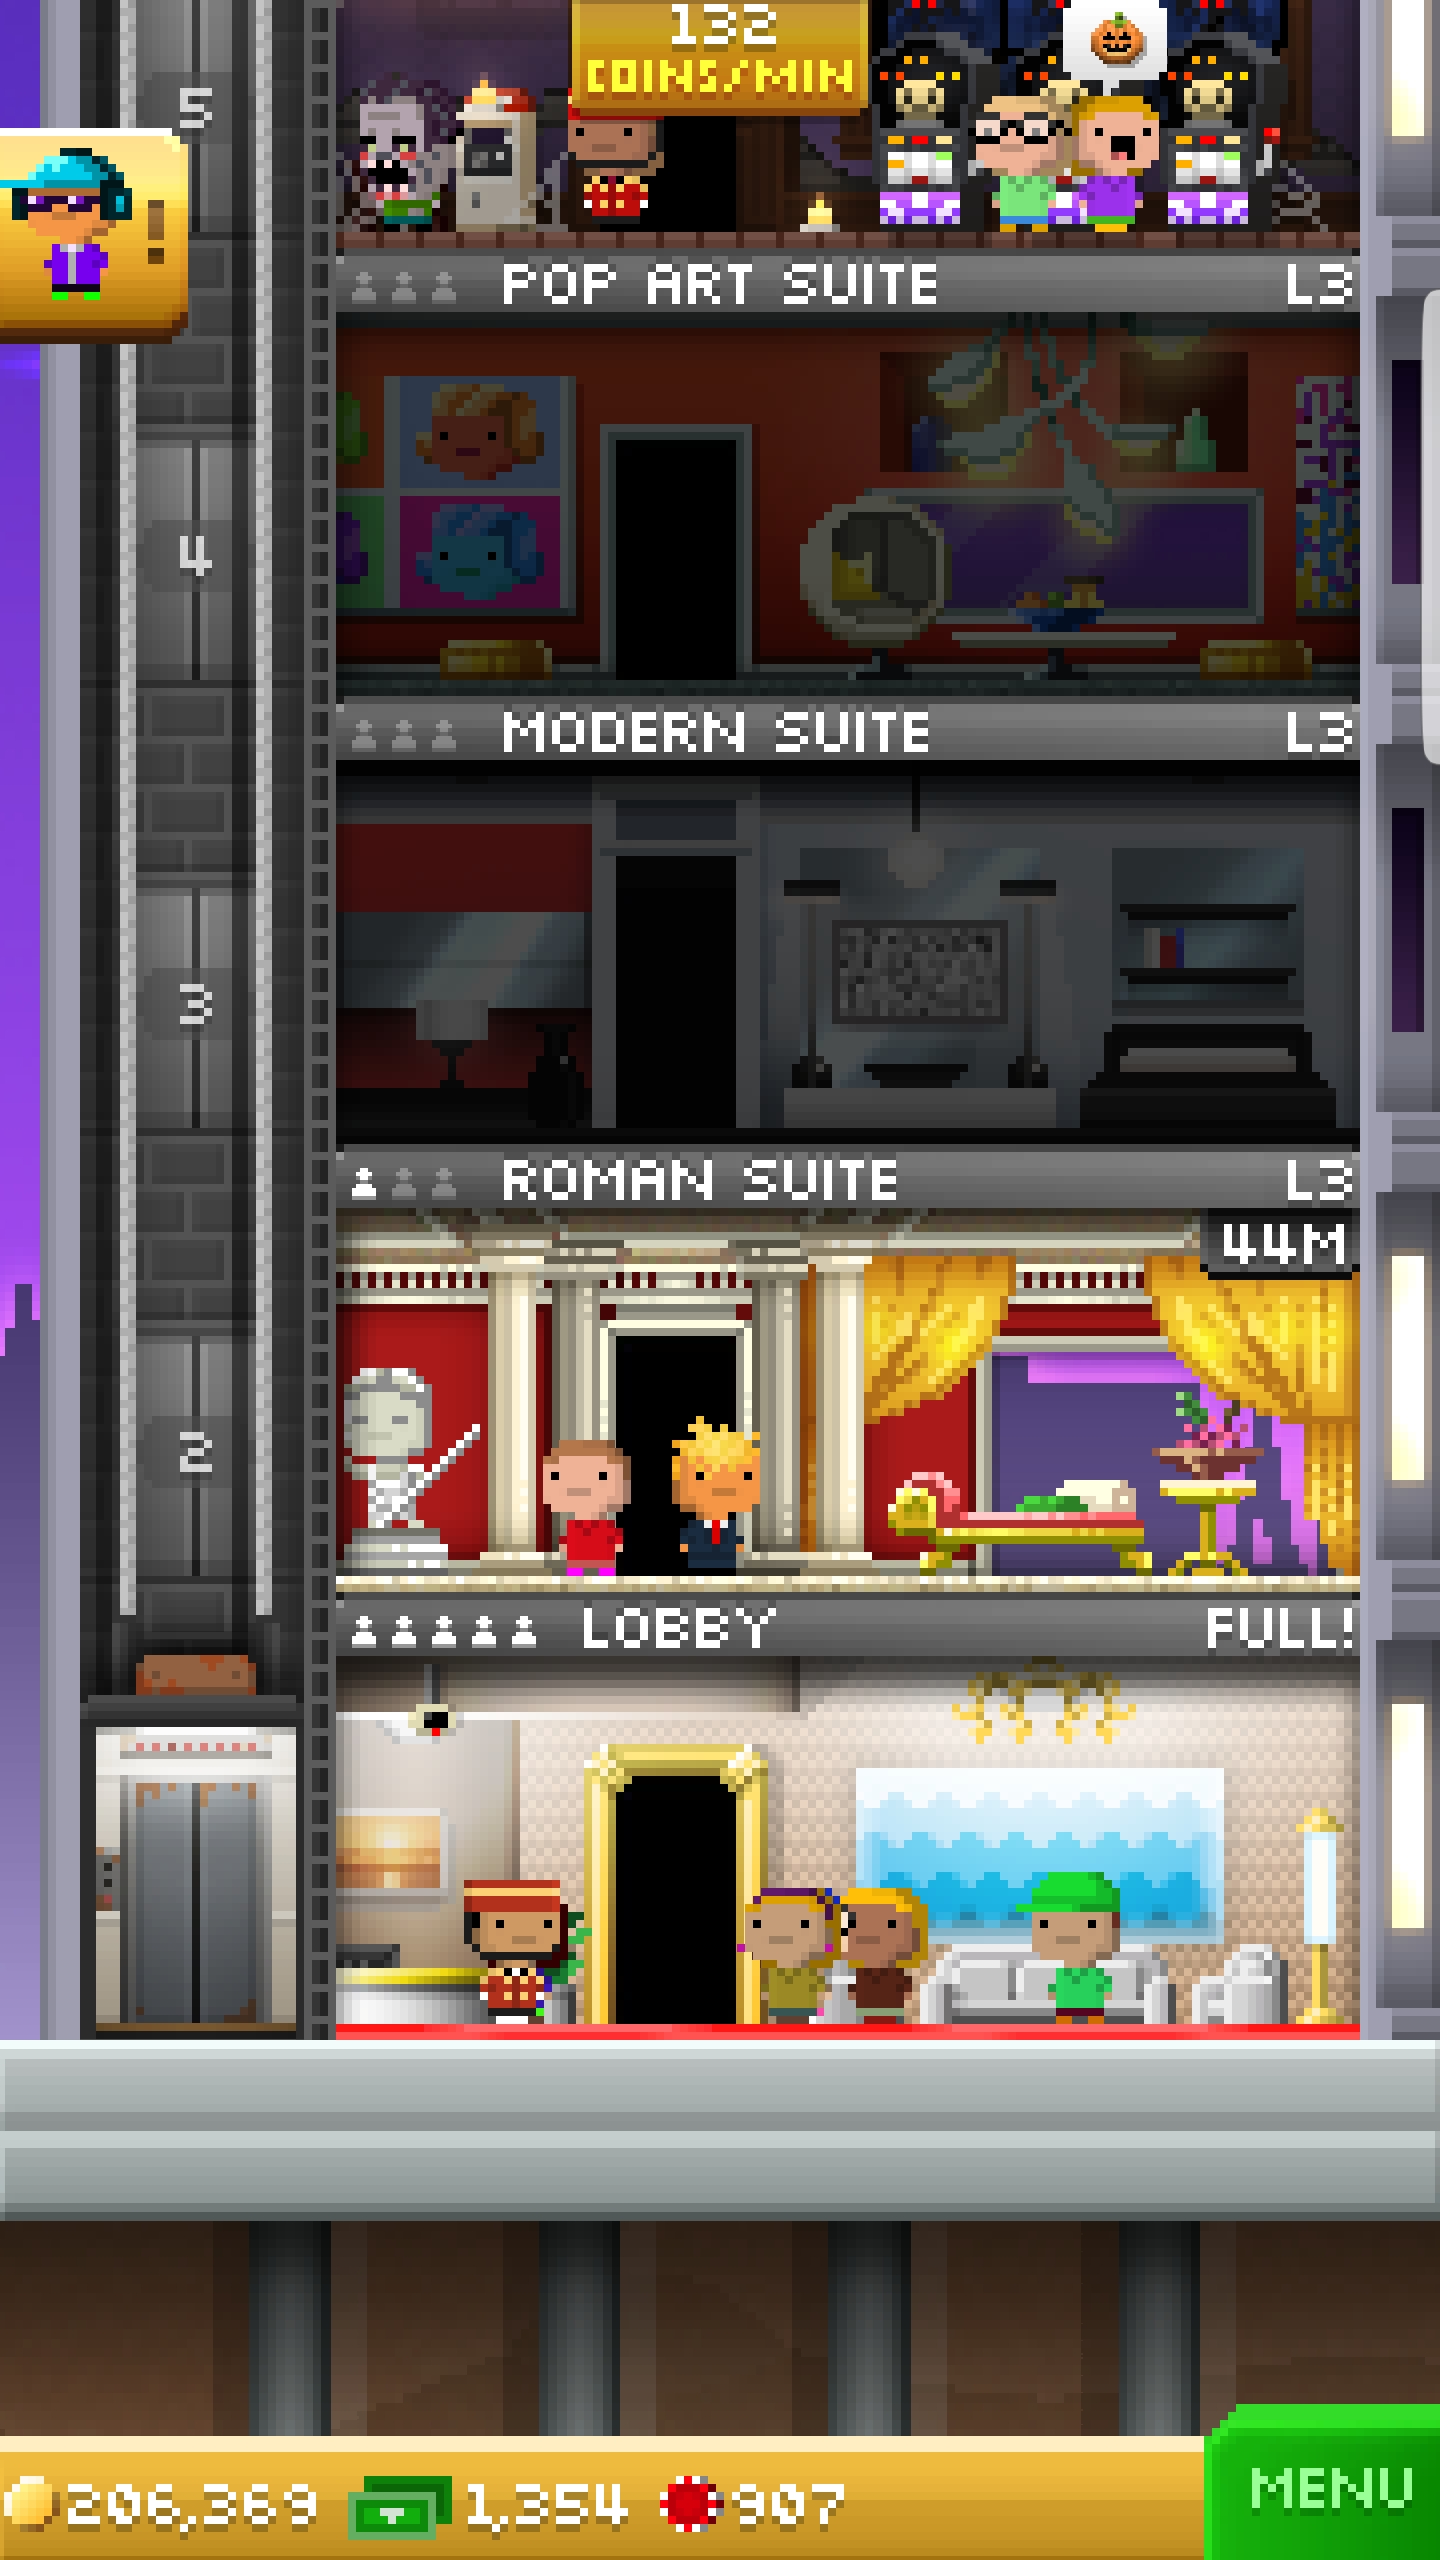 132
COINS/MIN
5
!
POP ART SUITE L3
4
MODERN SUITE L3
3
ROMAN SUITE L3
44M
2
LOBBY FULL!
206,369 1,354 907
MENU